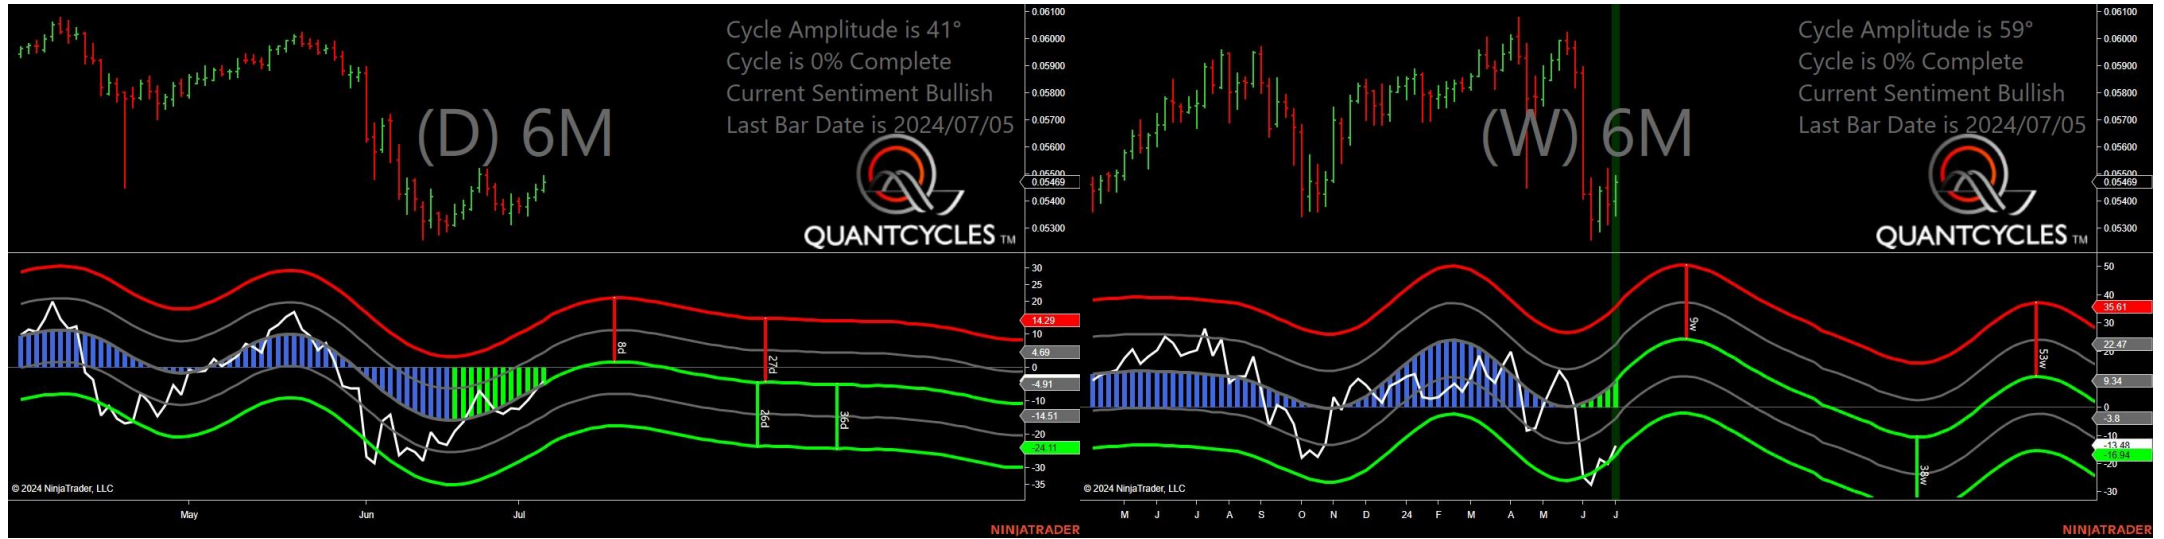 Cycle Amplitude is 41°
Cycle is 0% Complete
Current Sentiment Bullish
Last Bar Date is 2024/07/05
(D) 6M
QUANTCYCLES TM
0.06100
0.06000
0.05900
0.05800
0.05700
0.05600
0.05500
0.05469
0.05400
0.05300
30
25
20
14.29
10
4.69
0
-4.91
-10
-14.51
-20
-24.11
-30
-35
8d
27d
26d
36d
© 2024 NinjaTrader, LLC
May
Jun
Jul
NINJATRADER
Cycle Amplitude is 59°
Cycle is 0% Complete
Current Sentiment Bullish
Last Bar Date is 2024/07/05
(W) 6M
QUANTCYCLES TM
0.06100
0.06000
0.05900
0.05800
0.05700
0.05600
0.05500
0.05469
0.05400
0.05300
50
40
35.61
30
22.47
20
9.34
0
-3.8
-10
-13.48
-16.94
-20
-30
9w
38w
53w
© 2024 NinjaTrader, LLC
M J J A S O N D 24 F M A M J J
NINJATRADER